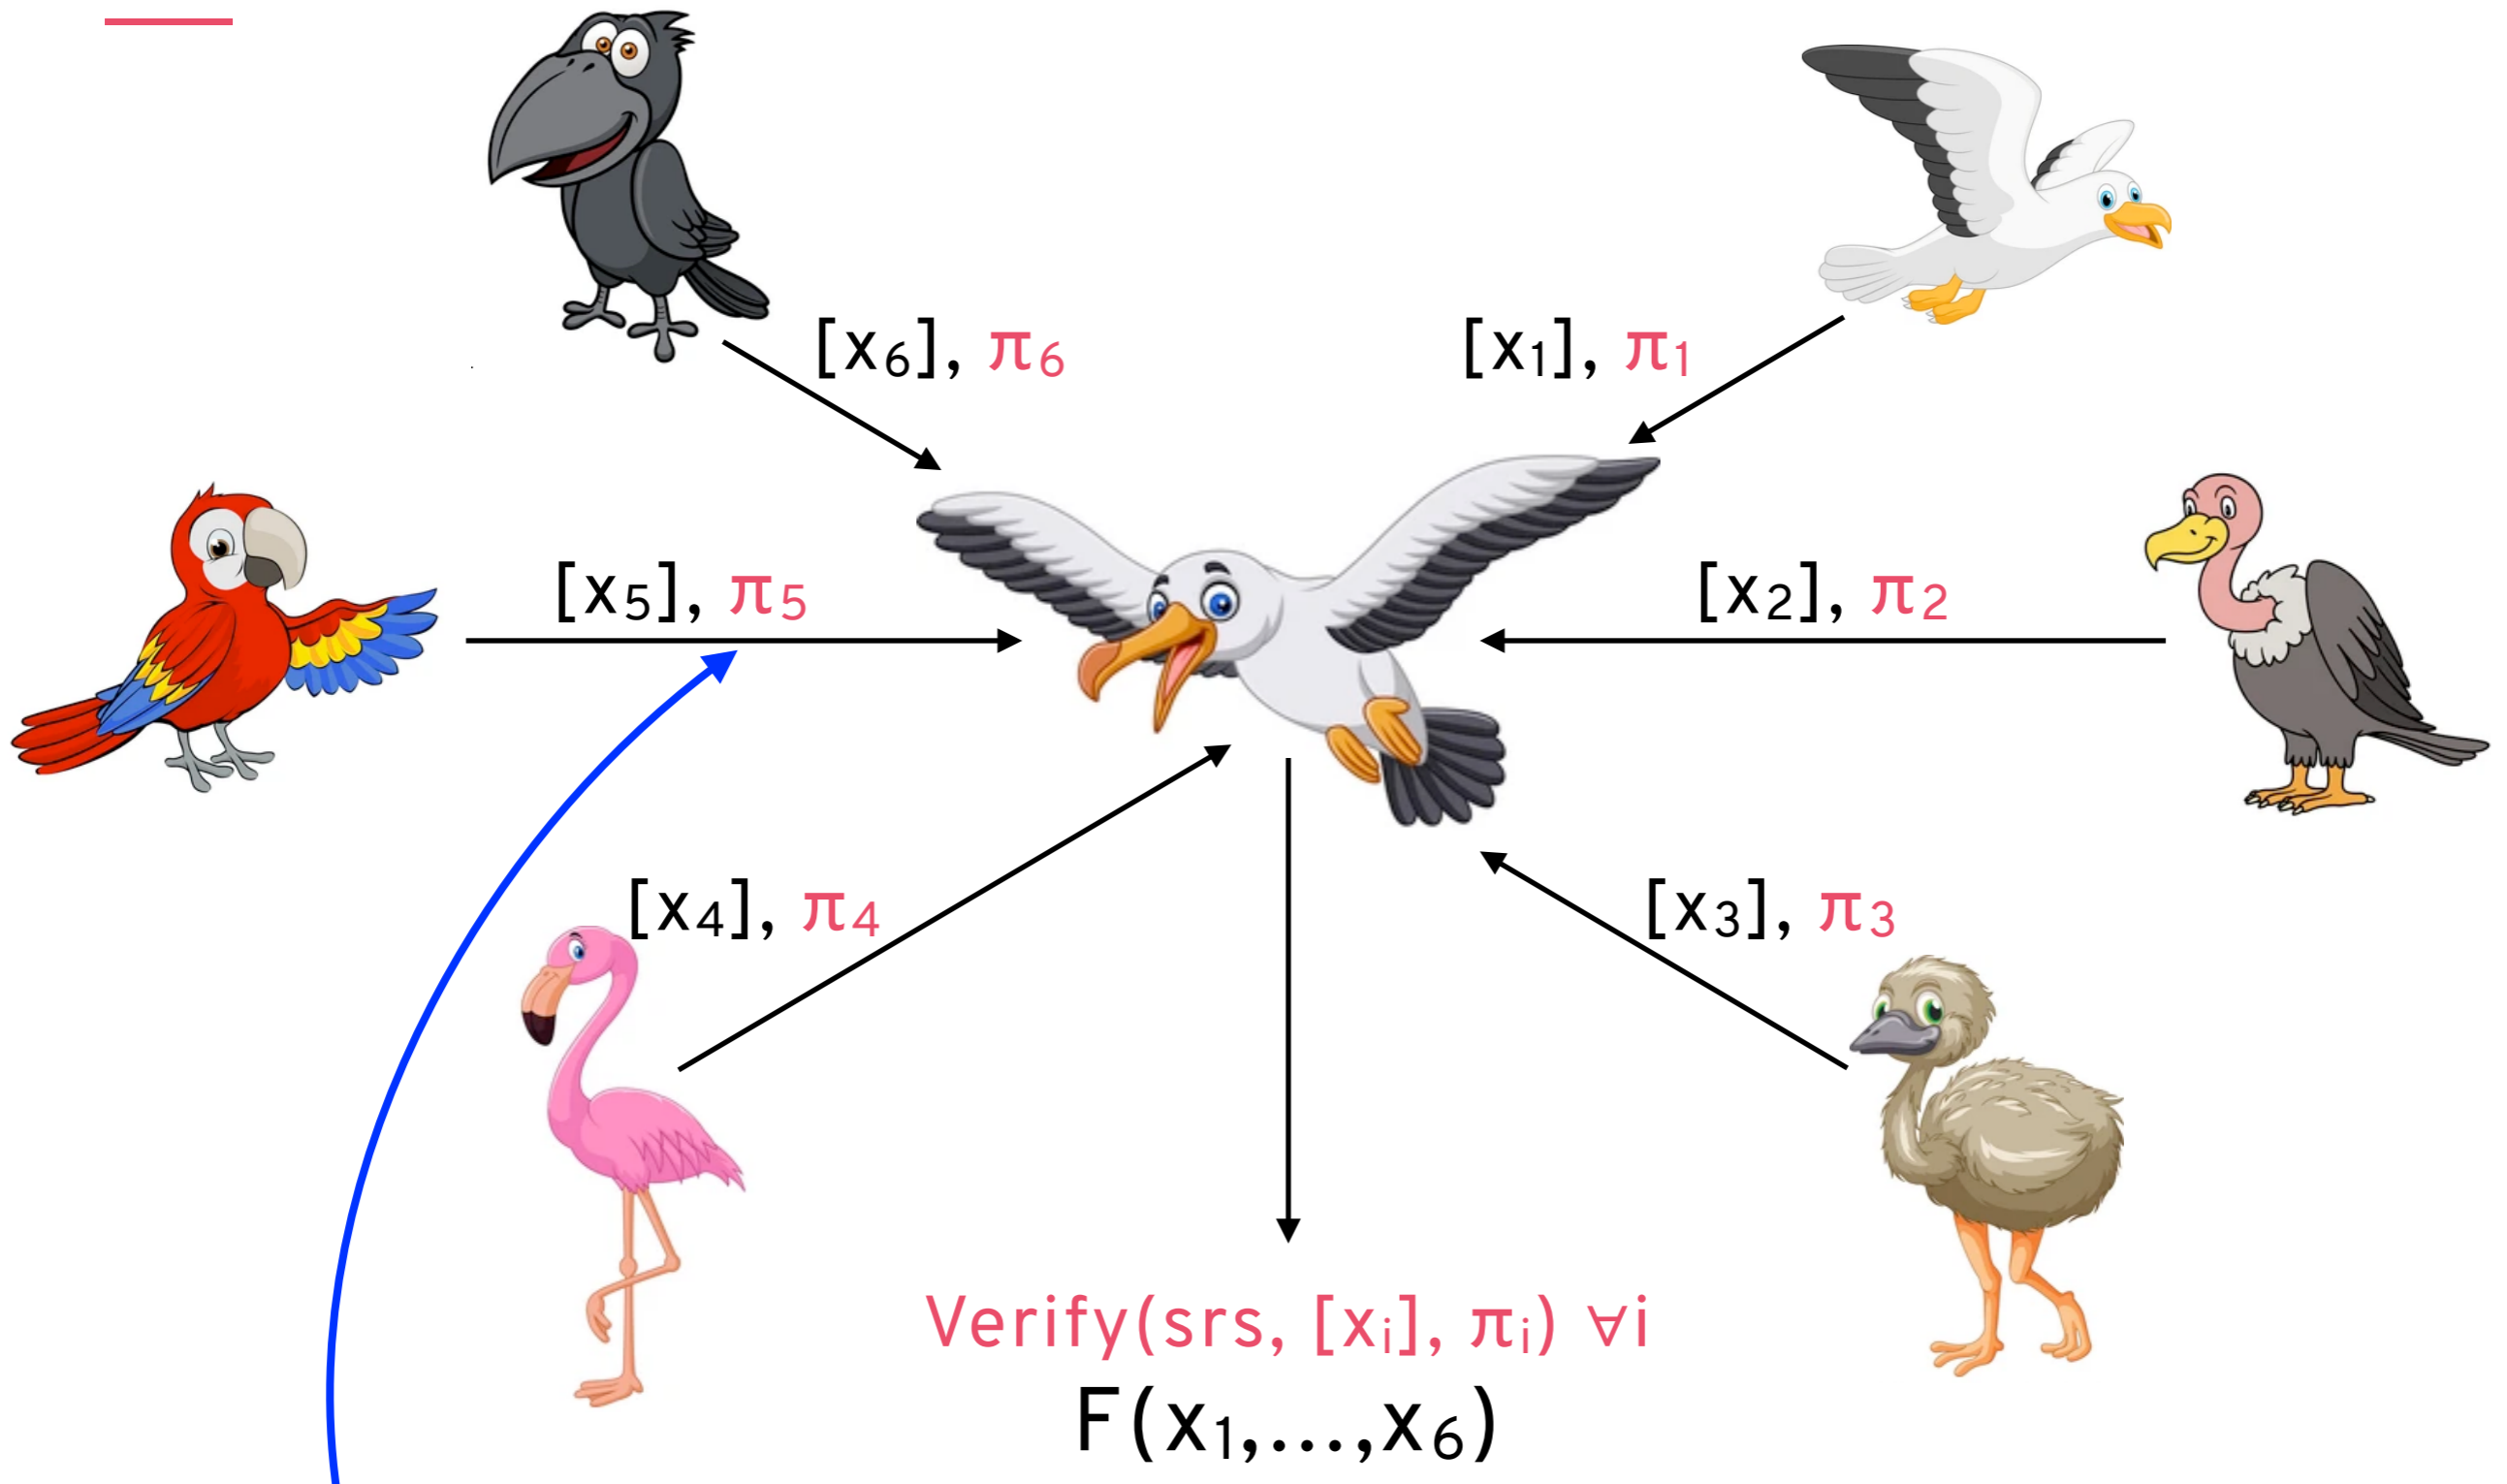 [x₆], π₆
[x₁], π₁
[x₅], π₅
[x₂], π₂
[x₄], π₄
[x₃], π₃
Verify(srs, [xᵢ], πᵢ) ∀i
F(x₁,...,x₆)